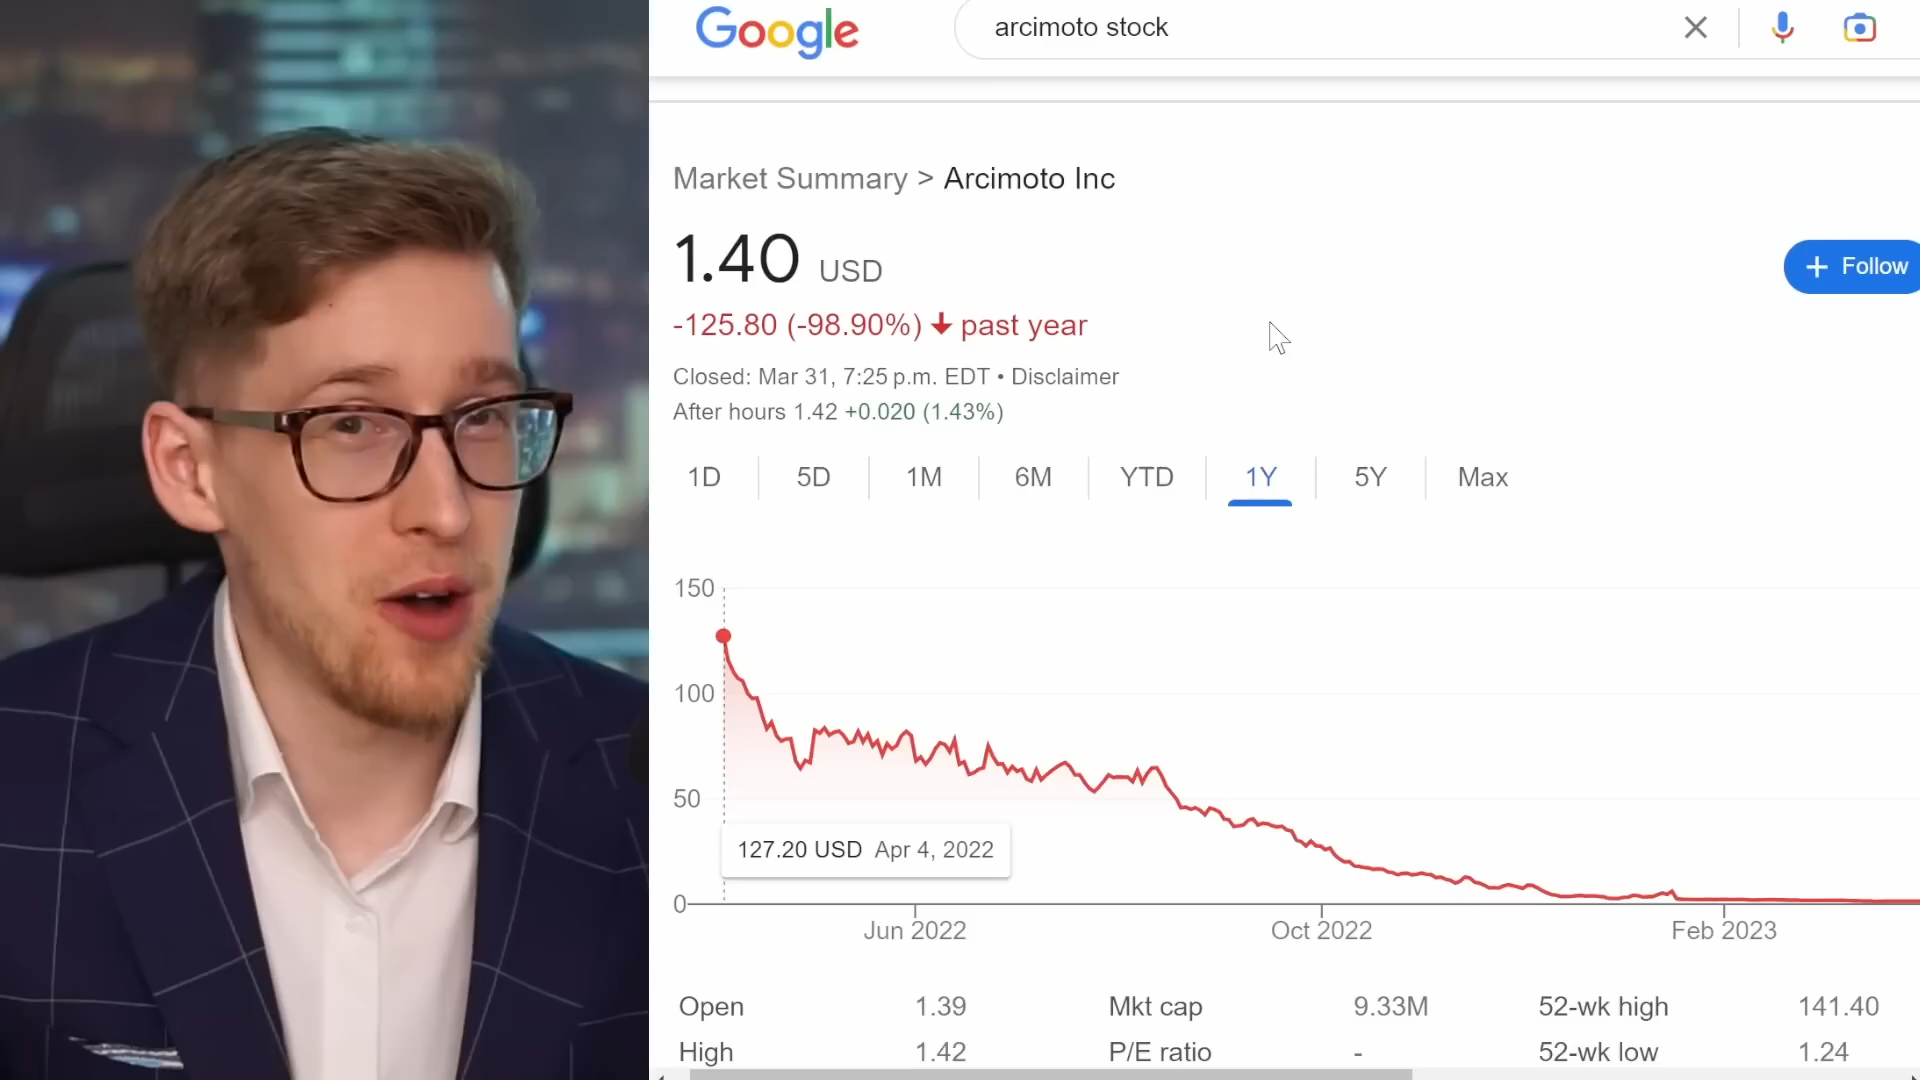 Google
arcimoto stock
Market Summary > Arcimoto Inc
1.40 USD
+ Follow
-125.80 (-98.90%) past year
Closed: Mar 31, 7:25 p.m. EDT • Disclaimer
After hours 1.42 +0.020 (1.43%)
1D 5D 1M 6M YTD 1Y 5Y Max
150
100
50
127.20 USD Apr 4, 2022
0
Jun 2022 Oct 2022 Feb 2023
Open 1.39 Mkt cap 9.33M 52-wk high 141.40
High 1.42 P/E ratio - 52-wk low 1.24